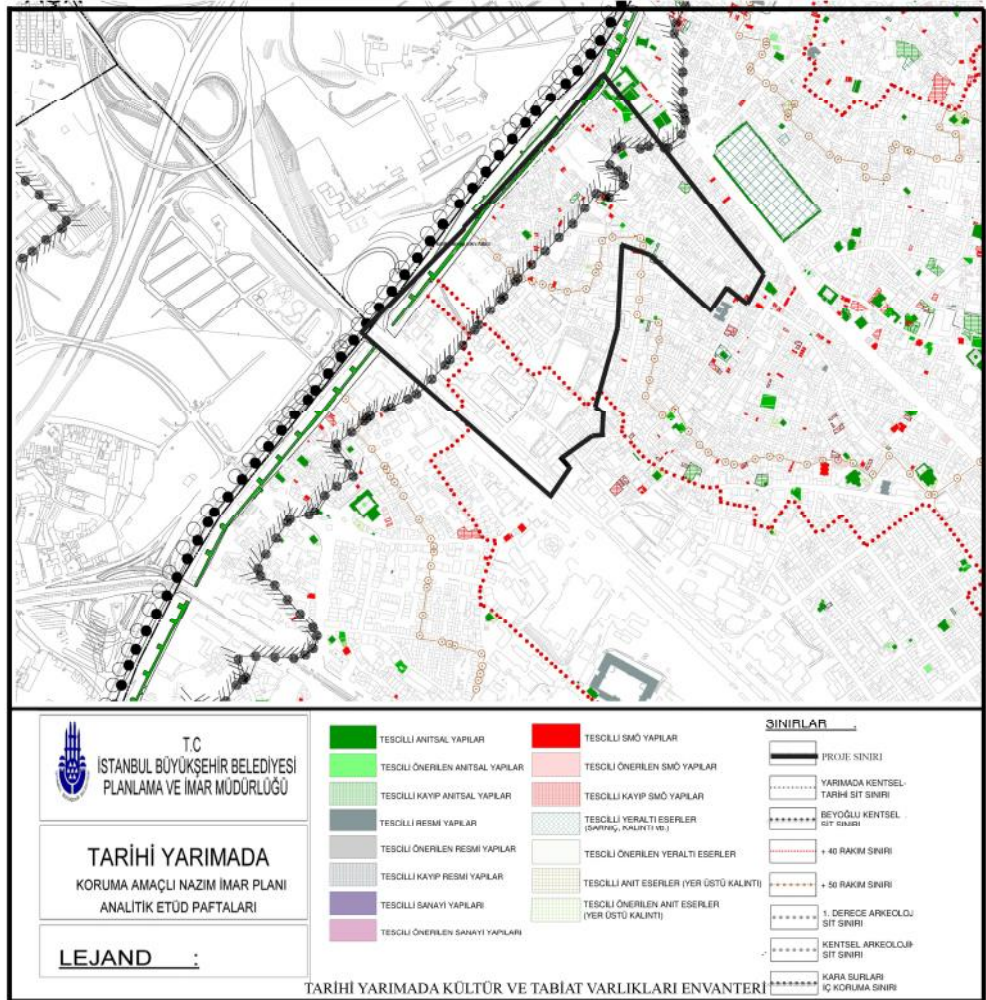 T.C
İSTANBUL BÜYÜKŞEHİR BELEDİYESİ
PLANLAMA VE İMAR MÜDÜRLÜĞÜ
TARİHİ YARIMADA
KORUMA AMAÇLI NAZIM İMAR PLANI
ANALİTİK ETÜD PAFTALARI
LEJAND :
TESCİLLİ ANITSAL YAPILAR
TESCİLİ ÖNERİLEN ANITSAL YAPILAR
TESCİLLİ KAYIP ANITSAL YAPILAR
TESCİLLİ RESMİ YAPILAR
TESCİLİ ÖNERİLEN RESMİ YAPILAR
TESCİLLİ KAYIP RESMİ YAPILAR
TESCİLLİ SANAYİ YAPILARI
TESCİLİ ÖNERİLEN SANAYİ YAPILARI
TESCİLLİ SMÖ YAPILAR
TESCİLİ ÖNERİLEN SMÖ YAPILAR
TESCİLLİ KAYIP SMÖ YAPILAR
TESCİLLİ YERALTI ESERLER
(SARNIÇ, KALINTI vb.)
TESCİLİ ÖNERİLEN YERALTI ESERLER
TESCİLLİ ANIT ESERLER (YER ÜSTÜ KALINTI)
TESCİLİ ÖNERİLEN ANIT ESERLER
(YER ÜSTÜ KALINTI)
SINIRLAR :
PROJE SINIRI
YARIMADA KENTSEL-
TARİHİ SİT SINIRI
BEYOĞLU KENTSEL
SİT SINIRI
+ 40 RAKIM SINIRI
+ 50 RAKIM SINIRI
1. DERECE ARKEOLOJ
SİT SINIRI
KENTSEL ARKEOLOJİK
SİT SINIRI
KARA SURLARI
İÇ KORUMA SINIRI
TARİHİ YARIMADA KÜLTÜR VE TABİAT VARLIKLARI ENVANTERİ